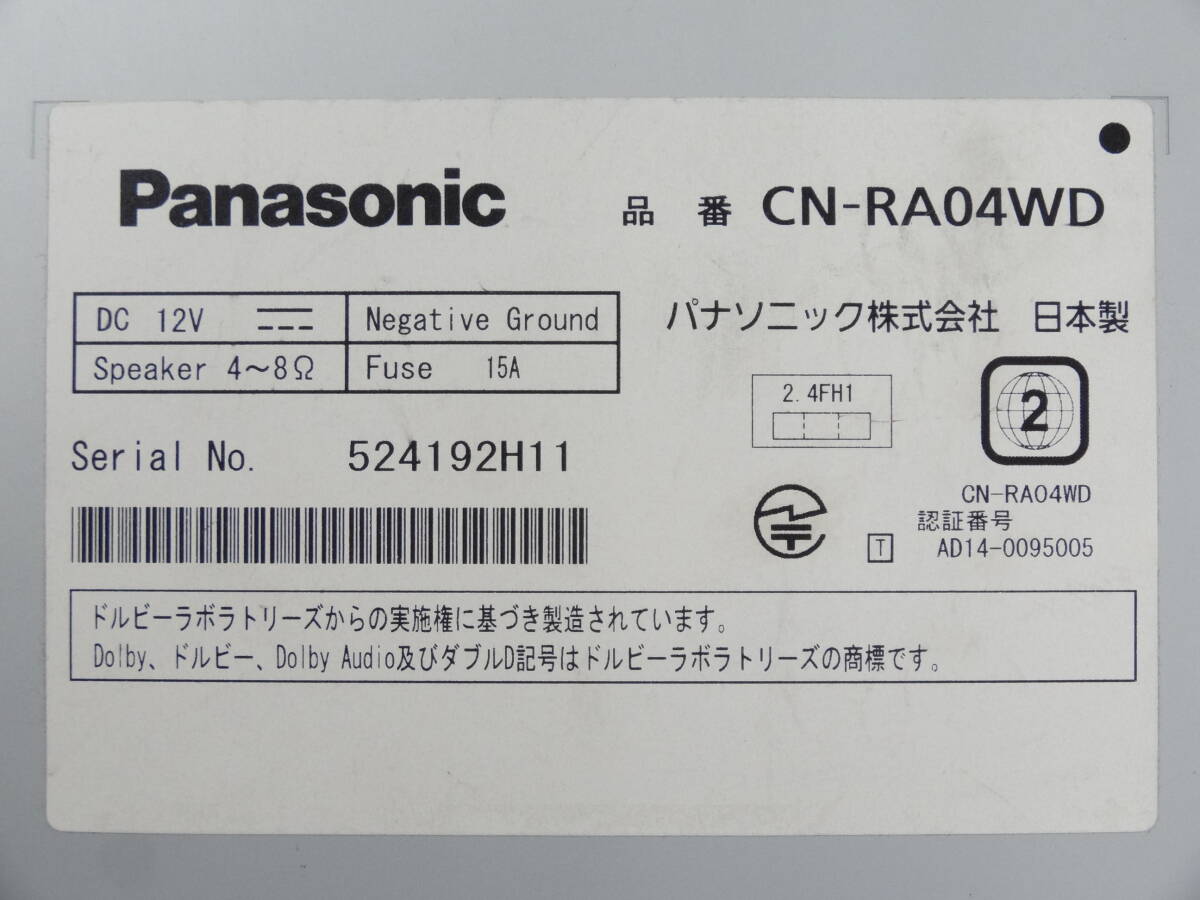 Panasonic 品 番 CN-RA04WD
DC 12V Negative Ground
Speaker 4～8Ω Fuse 15A
パナソニック株式会社 日本製
2.4FH1
2
Serial No. 524192H11
CN-RA04WD
認証番号
T AD14-0095005
ドルビーラボラトリーズからの実施権に基づき製造されています。
Dolby、ドルビー、Dolby Audio及びダブルD記号はドルビーラボラトリーズの商標です。